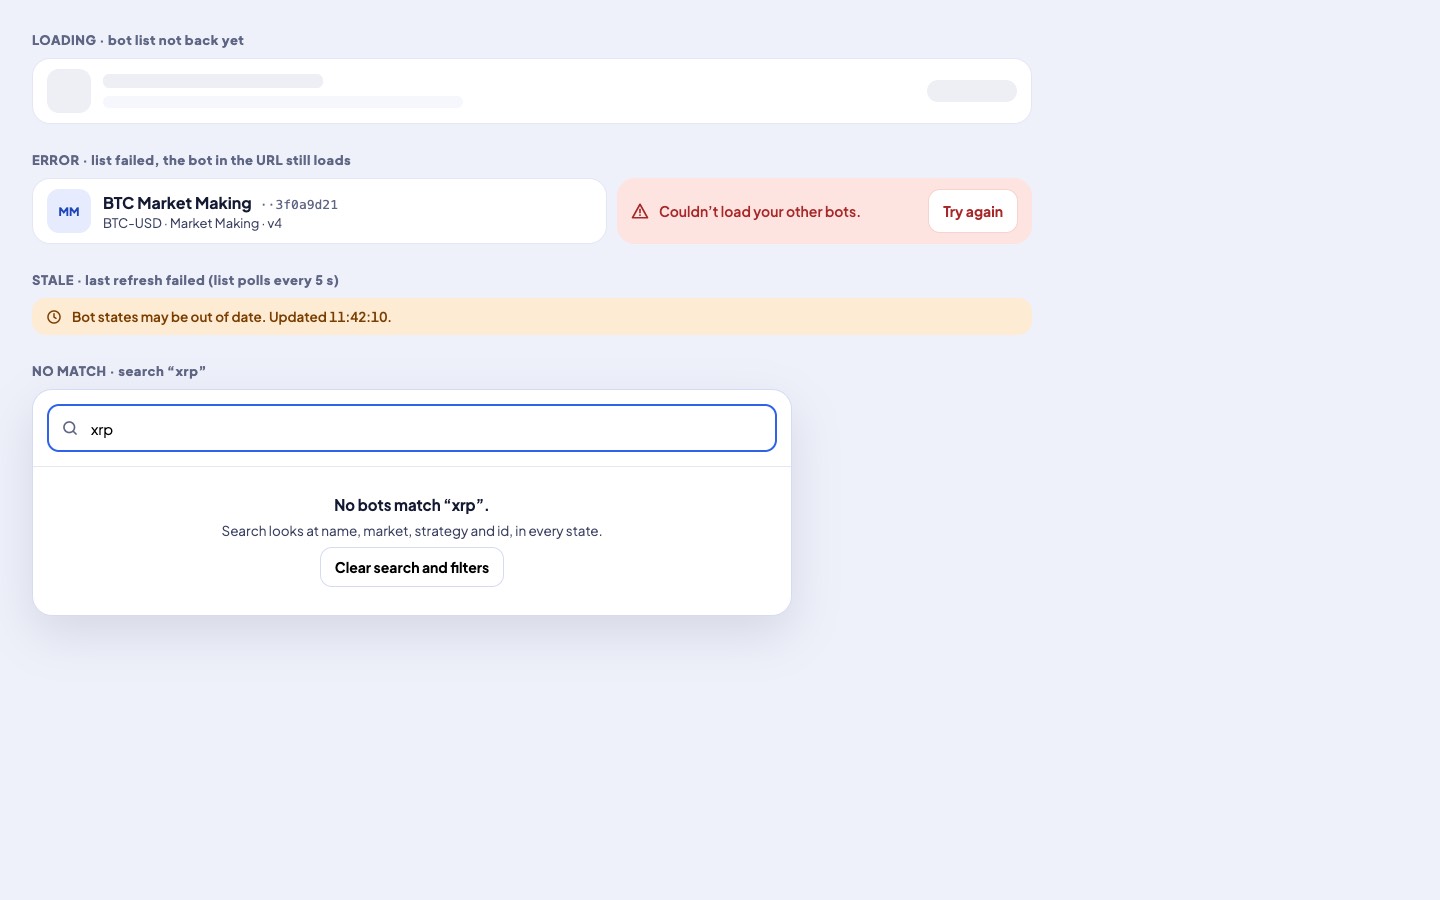 LOADING · bot list not back yet
ERROR · list failed, the bot in the URL still loads
MM
BTC Market Making ··3f0a9d21
BTC-USD · Market Making · v4
Couldn’t load your other bots.
Try again
STALE · last refresh failed (list polls every 5 s)
Bot states may be out of date. Updated 11:42:10.
NO MATCH · search “xrp”
xrp
No bots match “xrp”.
Search looks at name, market, strategy and id, in every state.
Clear search and filters